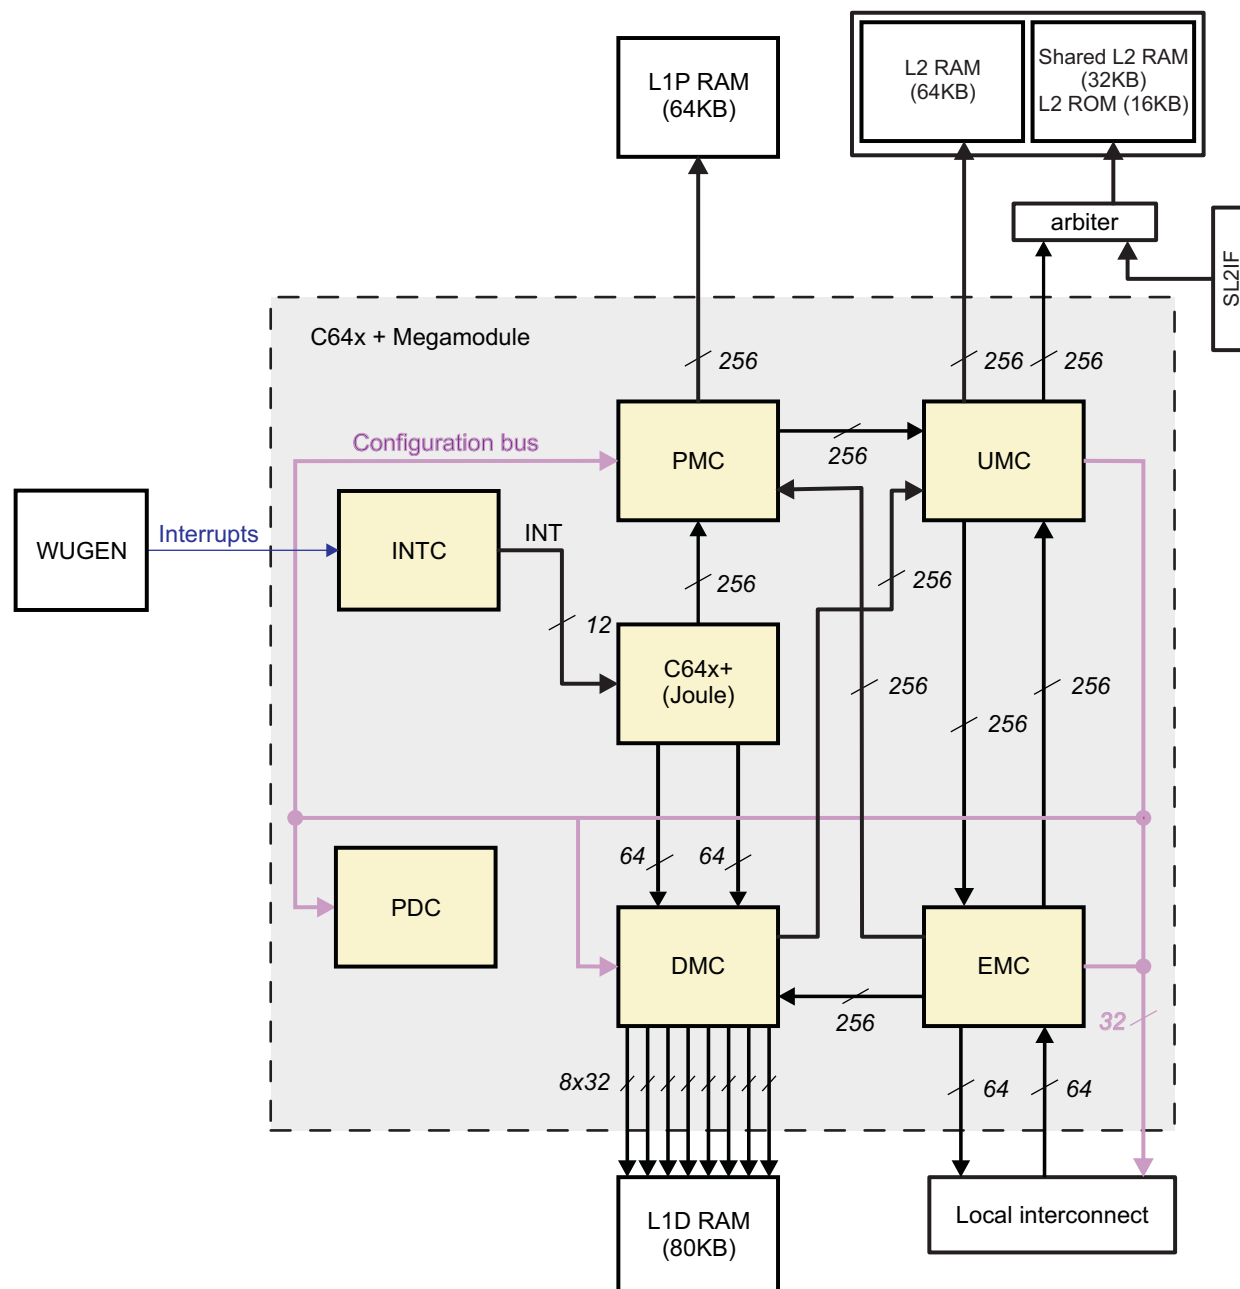 L1P RAM
(64KB)
L2 RAM
(64KB)
Shared L2 RAM
(32KB)
L2 ROM (16KB)
arbiter
SL2IF
C64x + Megamodule
256
256
256
Configuration bus
PMC
256
UMC
WUGEN
Interrupts
INTC
INT
256
256
12
C64x+
(Joule)
256
256
256
64
64
PDC
DMC
EMC
256
32
8x32
64
64
L1D RAM
(80KB)
Local interconnect